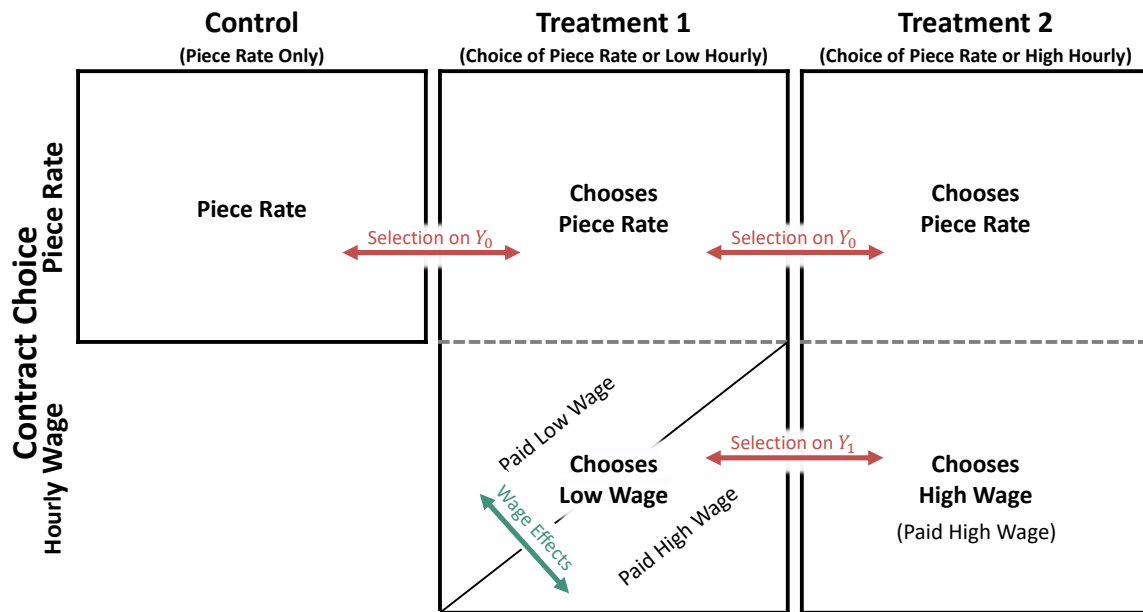 Control
(Piece Rate Only)
Treatment 1
(Choice of Piece Rate or Low Hourly)
Treatment 2
(Choice of Piece Rate or High Hourly)
Contract Choice
Piece Rate
Hourly Wage
Piece Rate
Chooses
Piece Rate
Chooses
Piece Rate
Selection on Y₀
Selection on Y₀
Paid Low Wage
Chooses
Low Wage
Paid High Wage
Wage Effects
Selection on Y₁
Chooses
High Wage
(Paid High Wage)